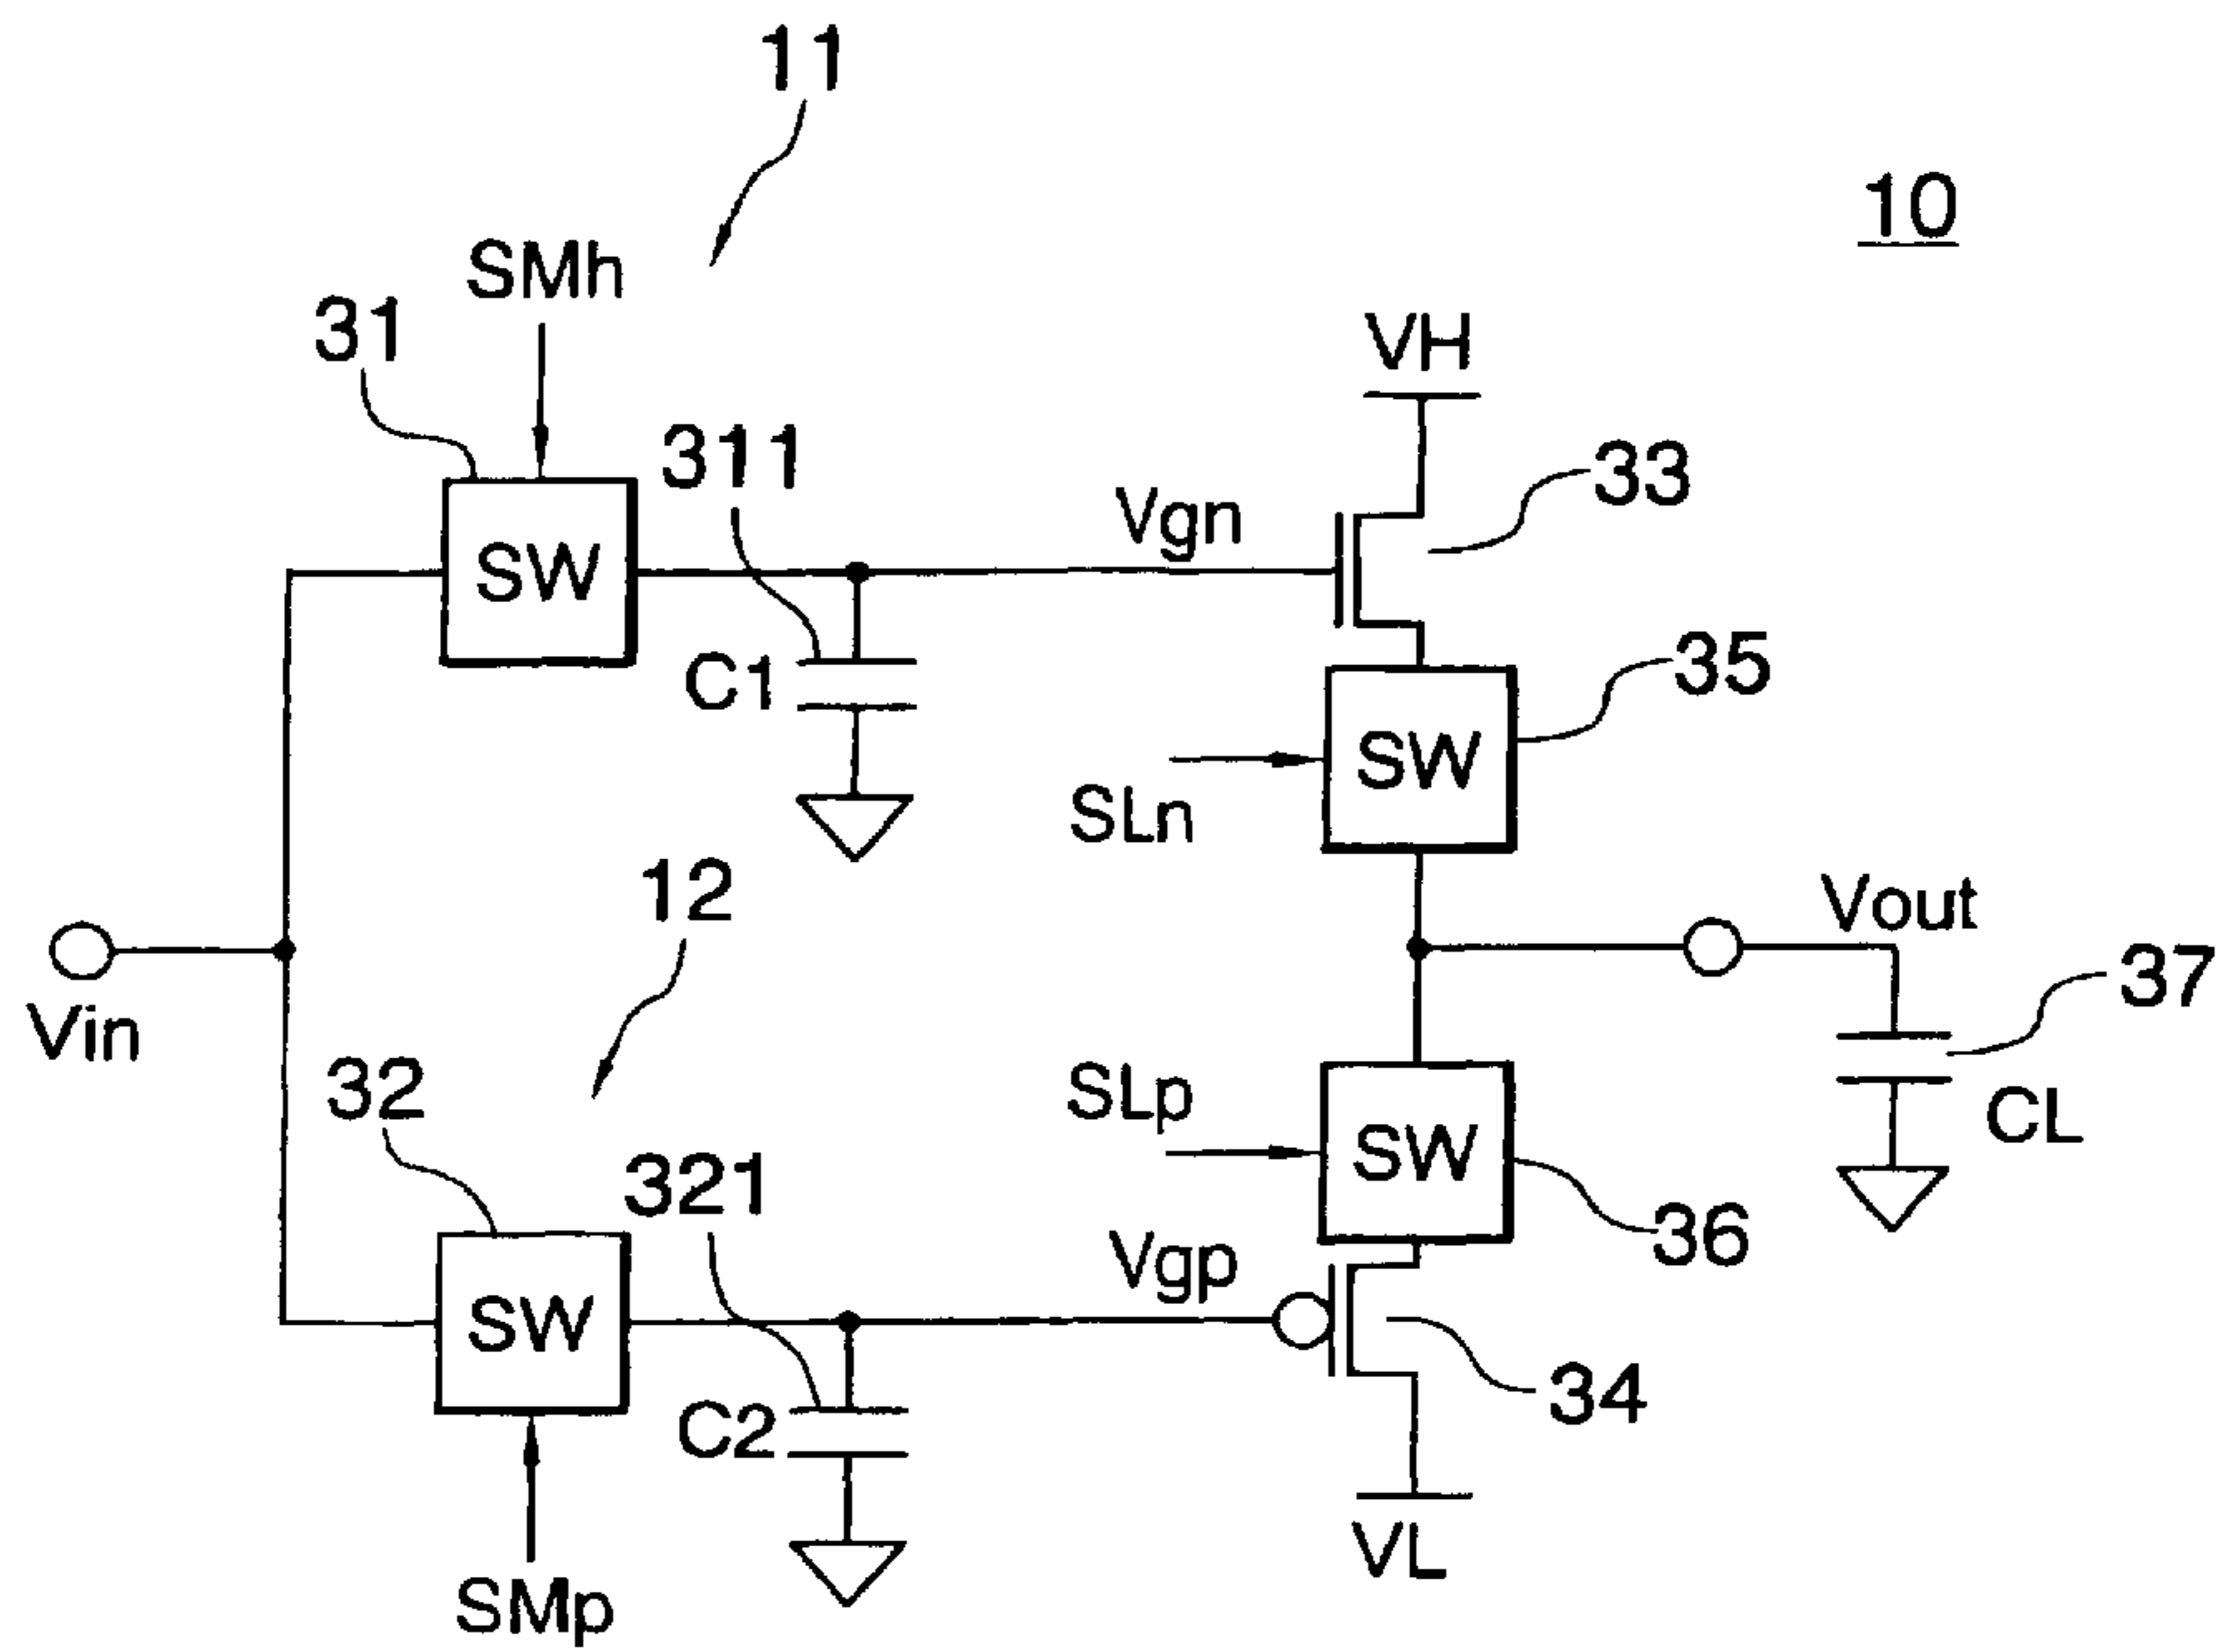 11
10
SMh
31
VH
311
33
Vgn
SW
C1
35
SW
SLn
12
Vout
37
Vin
32
SLp
CL
SW
321
36
Vgp
SW
34
C2
VL
SMp